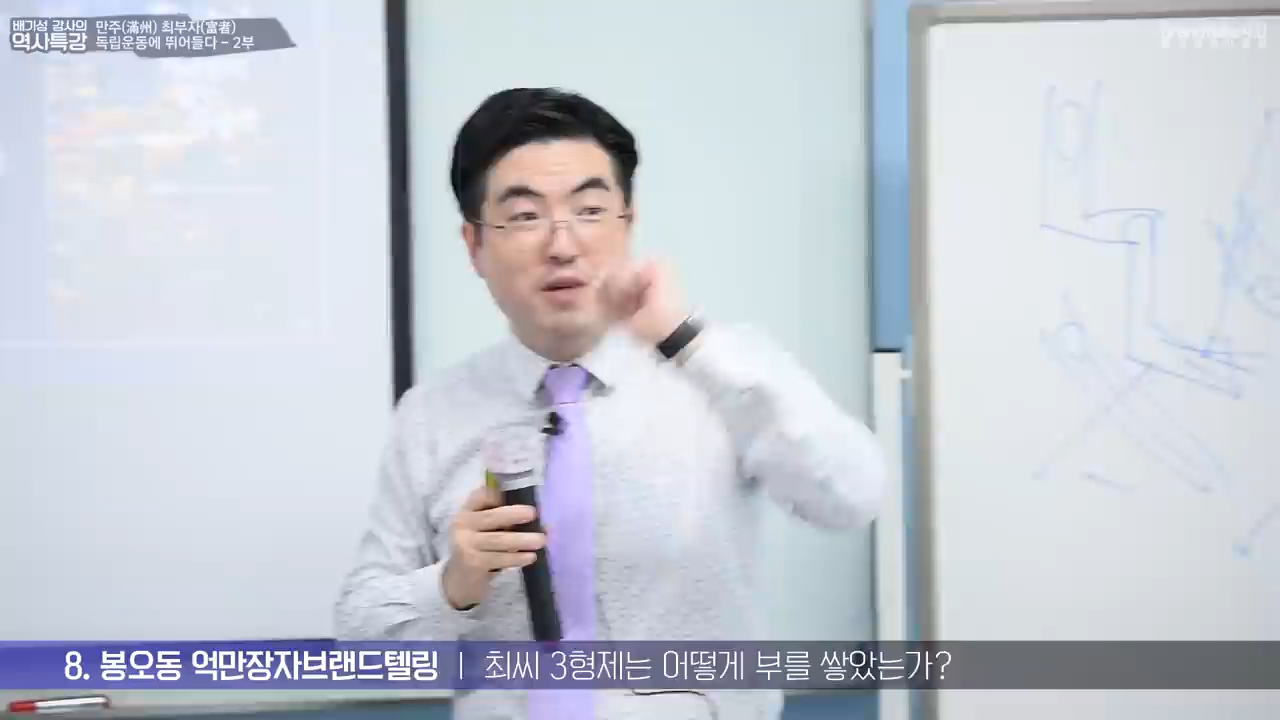 배기성 강사의
역사특강
만주(滿州) 최부자(富者)
독립운동에 뛰어들다 - 2부
8. 봉오동 억만장자브랜드텔링 | 최씨 3형제는 어떻게 부를 쌓았는가?